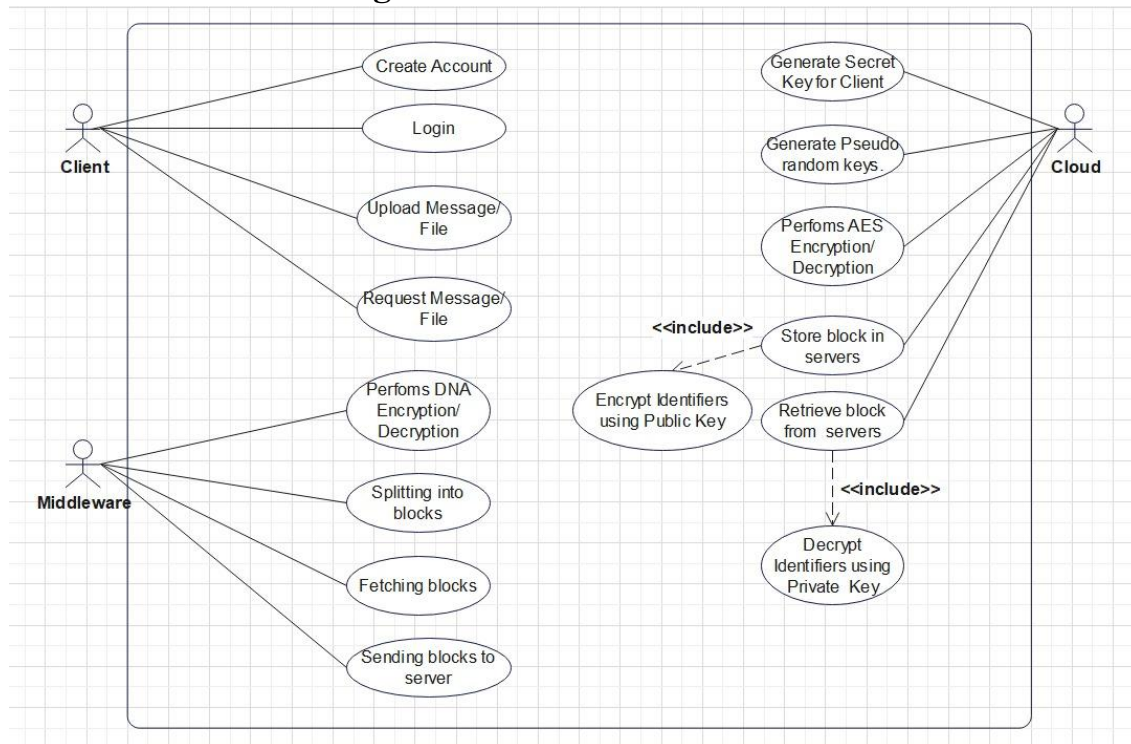 Create Account
Login
Client
Upload Message/
File
Request Message/
File
Perfoms DNA
Encryption/
Decryption
Middleware
Splitting into
blocks
Fetching blocks
Sending blocks to
server
Generate Secret
Key for Client
Generate Pseudo
random keys.
Cloud
Perfoms AES
Encryption/
Decryption
<<include>>
Store block in
servers
Encrypt Identifiers
using Public Key
Retrieve block
from servers
<<include>>
Decrypt
Identifiers using
Private Key